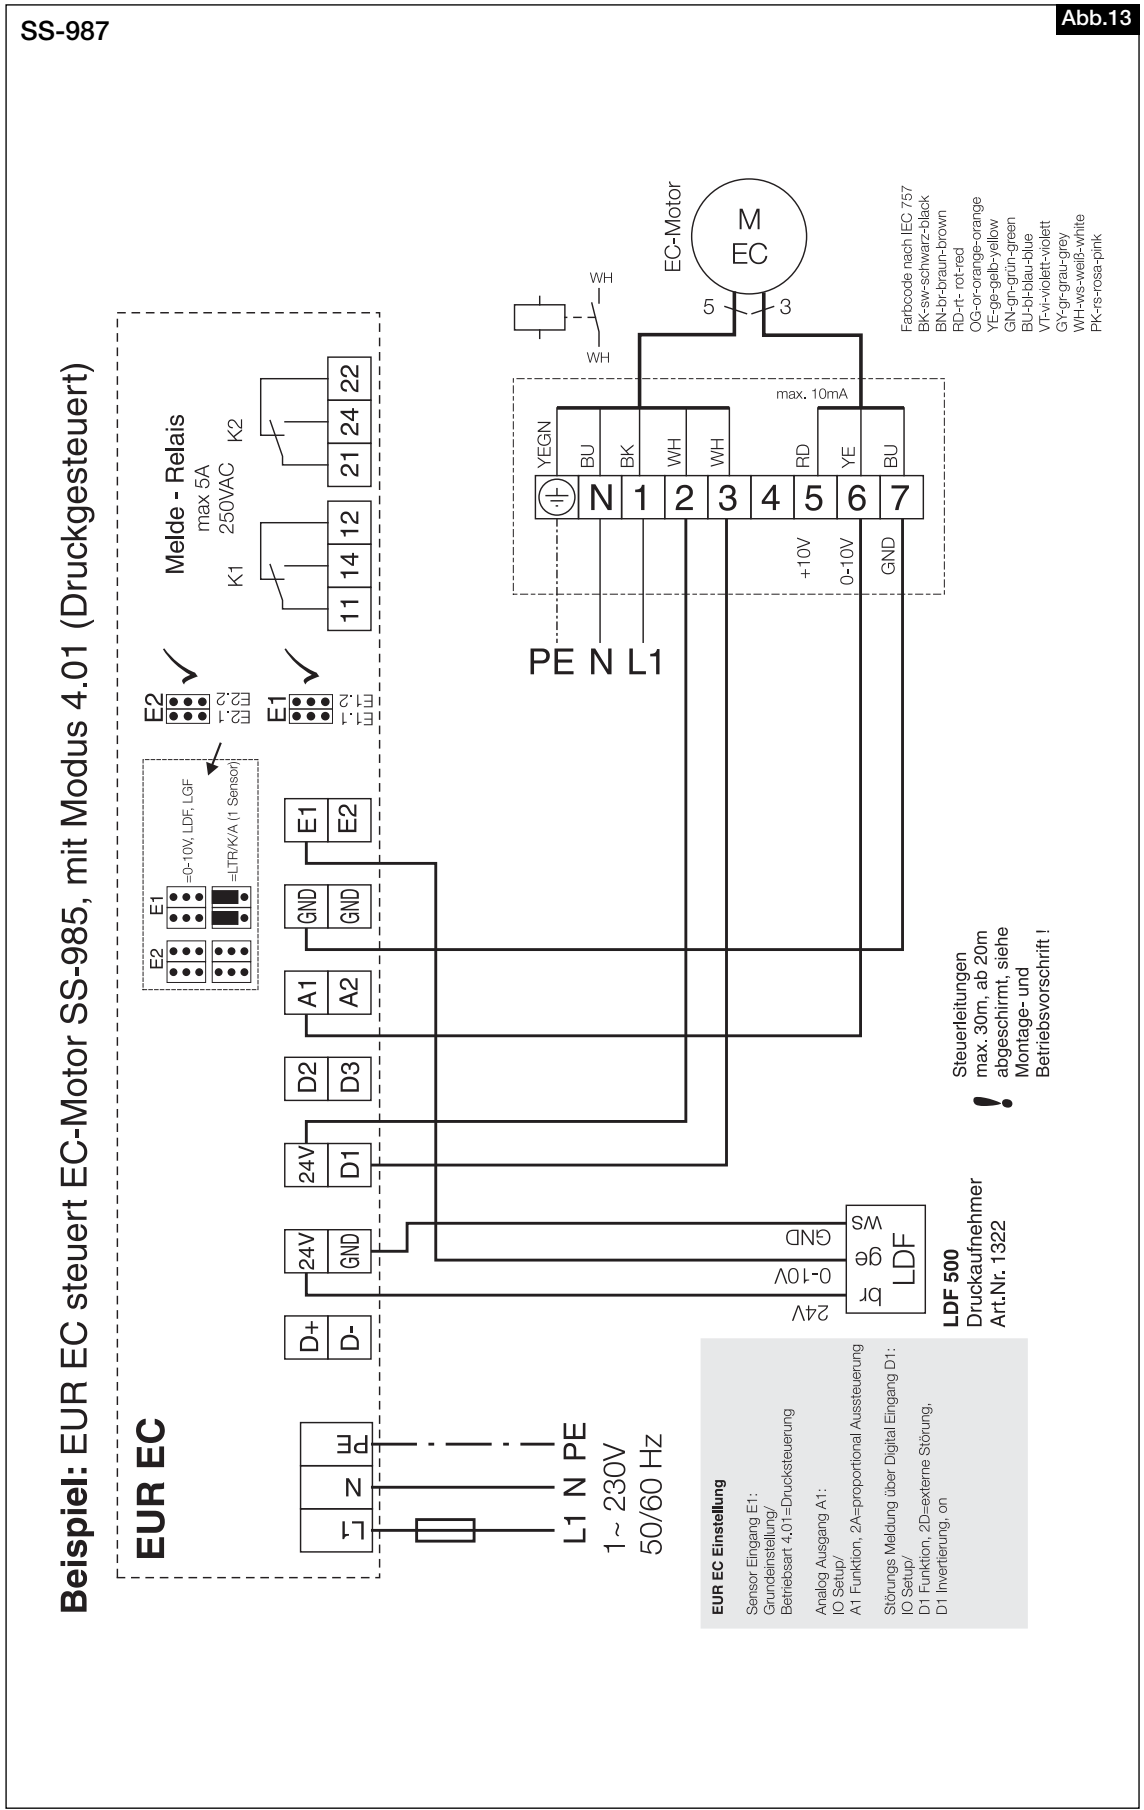 SS-987
Abb.13
Beispiel: EUR EC steuert EC-Motor SS-985, mit Modus 4.01 (Druckgesteuert)
EUR EC
L1
N
PE
L1 N PE
1~ 230V
50/60 Hz
D+
D-
24V
GND
24V
D1
D2
D3
A1
A2
GND
GND
E1
E2
E2
E1
=0-10V, LDF, LGF
=LTR/K/A (1 Sensor)
E2
E2.1
E2.2
E1
E1.1
E1.2
Melde - Relais
max 5A
250VAC
K1
K2
11
14
12
21
24
22
EC-Motor
M
EC
5
3
WH
WH
max. 10mA
YEGN
BU
BK
WH
WH
RD
YE
BU
N
1
2
3
4
5
6
7
+10V
0-10V
GND
PE N L1
Farbcode nach IEC 757
BK-sw-schwarz-black
BN-br-braun-brown
RD-rt- rot-red
OG-or-orange-orange
YE-ge-gelb-yellow
GN-gn-grün-green
BU-bl-blau-blue
VT-vi-violett-violett
GY-gr-grau-grey
WH-ws-weiß-white
PK-rs-rosa-pink
Steuerleitungen
max. 30m, ab 20m
abgeschirmt, siehe
Montage- und
Betriebsvorschrift !
!
24V
0-10V
GND
br
ge
ws
LDF
LDF 500
Druckaufnehmer
Art.Nr. 1322
EUR EC Einstellung
Sensor Eingang E1:
Grundeinstellung/
Betriebsart 4.01=Drucksteuerung
Analog Ausgang A1:
IO Setup/
A1 Funktion, 2A=proportional Aussteuerung
Störungs Meldung über Digital Eingang D1:
IO Setup/
D1 Funktion, 2D=externe Störung,
D1 Invertierung, on